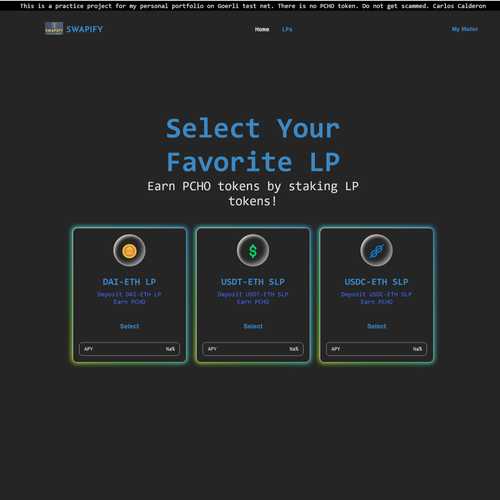 This is a practice project for my personal portfolio on Goerli test net. There is no PCHO token. Do not get scammed. Carlos Calderon
SWAPIFY SWAPIFY Home LPs My Wallet
Select Your
Favorite LP
Earn PCHO tokens by staking LP
tokens!
DAI-ETH LP
Deposit DAI-ETH LP
Earn PCHO
Select
APY Na%
USDT-ETH SLP
Deposit USDT-ETH SLP
Earn PCHO
Select
APY Na%
USDC-ETH SLP
Deposit USDC-ETH SLP
Earn PCHO
Select
APY Na%